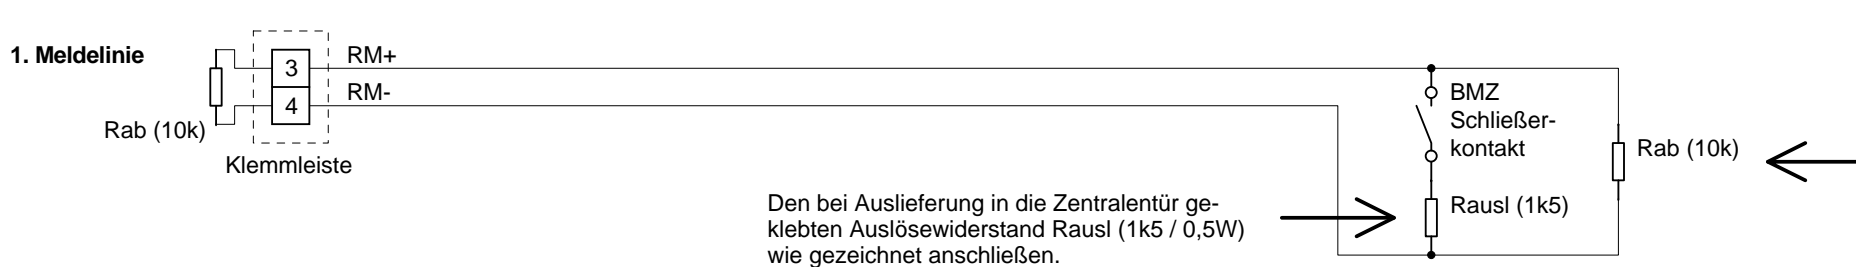 1. Meldelinie
3
RM+
4
RM-
Rab (10k)
Klemmleiste
BMZ
Schließer-
kontakt
Rab (10k)
Rausl (1k5)
Den bei Auslieferung in die Zentralentür ge-
klebten Auslösewiderstand Rausl (1k5 / 0,5W)
wie gezeichnet anschließen.